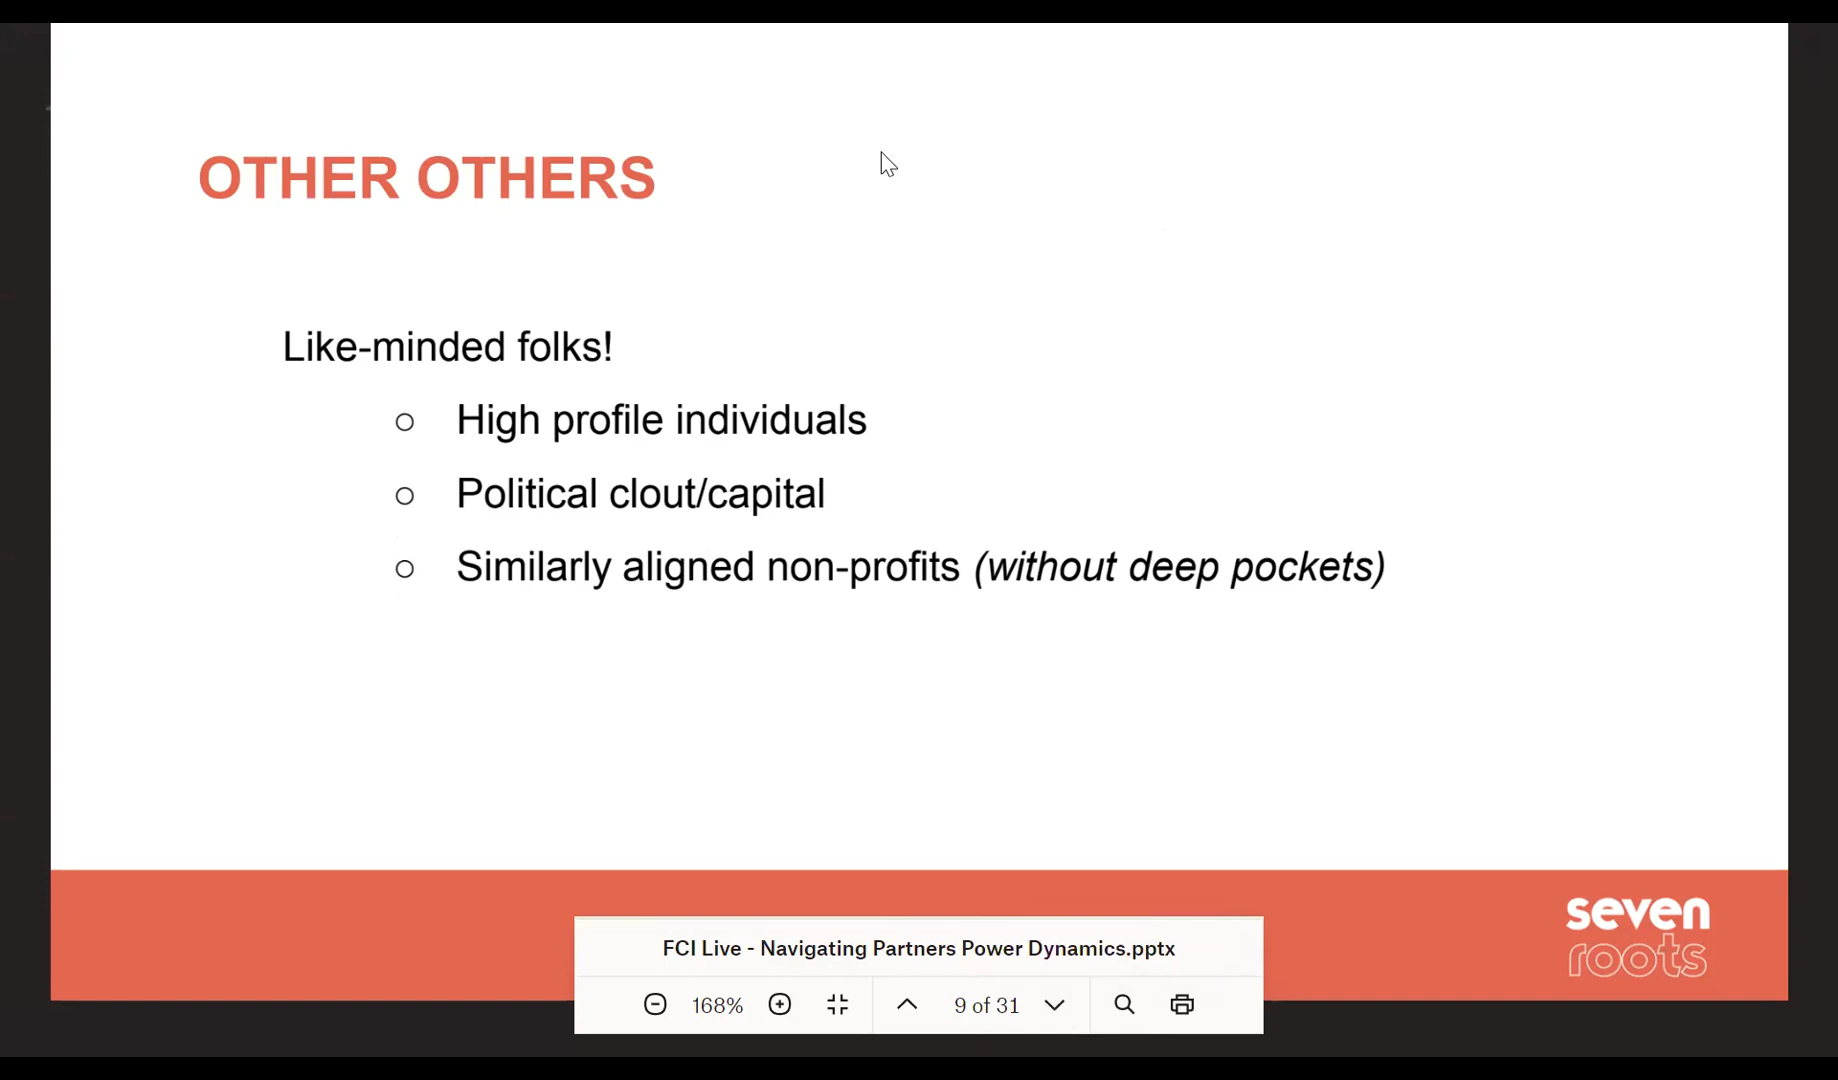 OTHER OTHERS
Like-minded folks!
○ High profile individuals
○ Political clout/capital
○ Similarly aligned non-profits (without deep pockets)
seven
roots
FCI Live - Navigating Partners Power Dynamics.pptx
168% 9 of 31